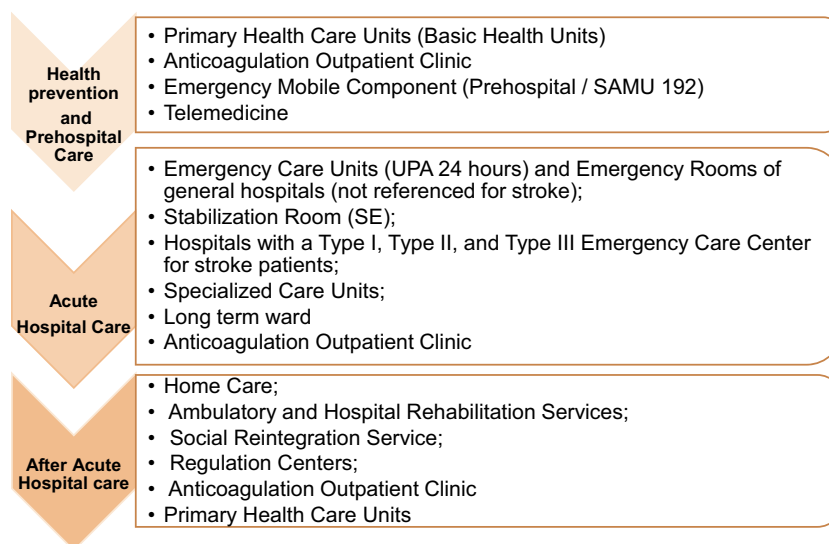 Health
prevention
and
Prehospital
Care
• Primary Health Care Units (Basic Health Units)
• Anticoagulation Outpatient Clinic
• Emergency Mobile Component (Prehospital / SAMU 192)
• Telemedicine
Acute
Hospital Care
• Emergency Care Units (UPA 24 hours) and Emergency Rooms of
general hospitals (not referenced for stroke);
• Stabilization Room (SE);
• Hospitals with a Type I, Type II, and Type III Emergency Care Center
for stroke patients;
• Specialized Care Units;
• Long term ward
• Anticoagulation Outpatient Clinic
After Acute
Hospital care
• Home Care;
• Ambulatory and Hospital Rehabilitation Services;
• Social Reintegration Service;
• Regulation Centers;
• Anticoagulation Outpatient Clinic
• Primary Health Care Units